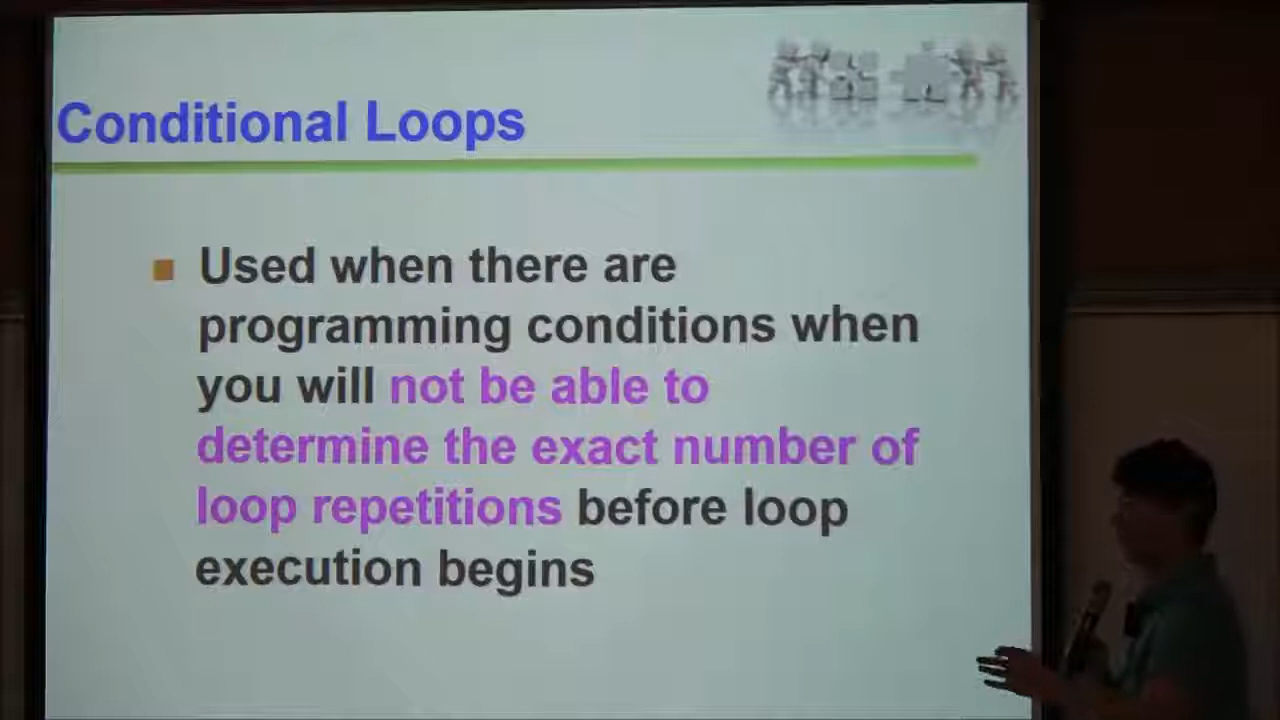 Conditional Loops
Used when there are
programming conditions when
you will not be able to
determine the exact number of
loop repetitions before loop
execution begins